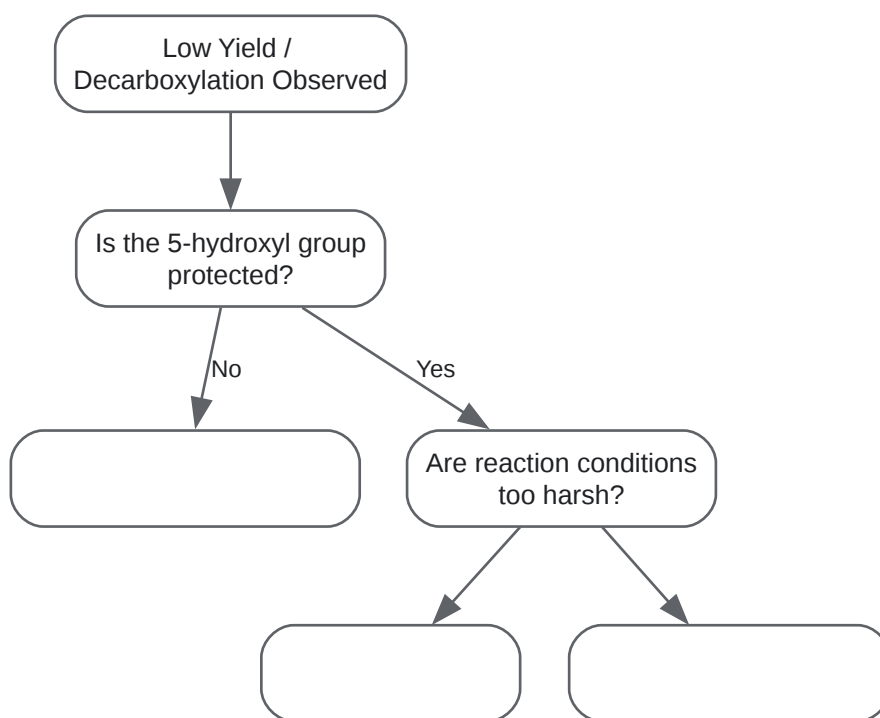 Low Yield /
Decarboxylation Observed
Is the 5-hydroxyl group
protected?
No
Yes
Are reaction conditions
too harsh?